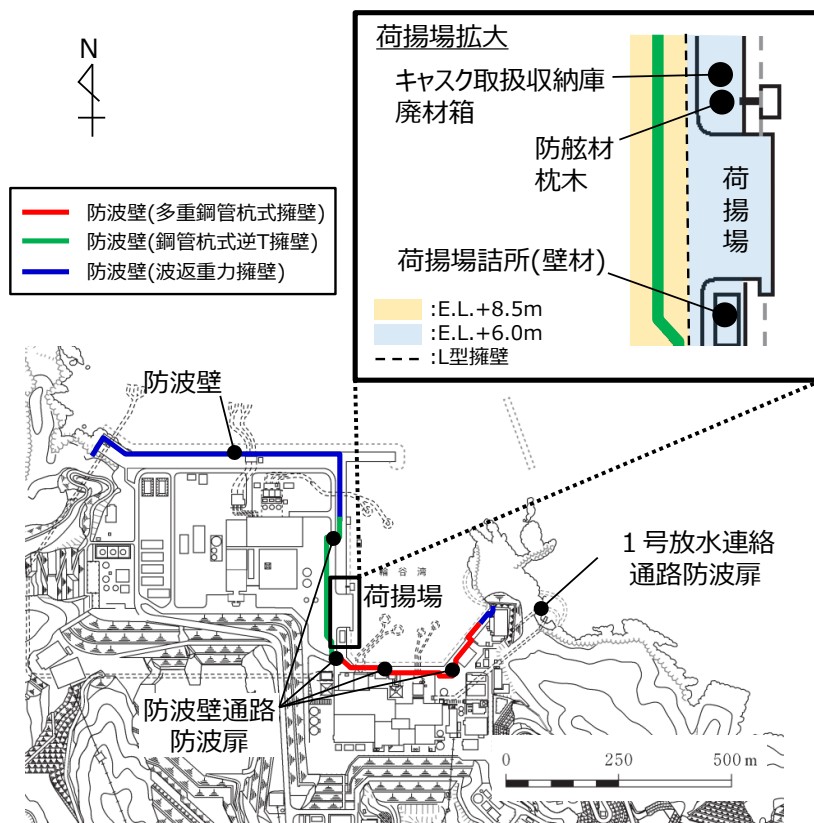 荷揚場拡大
キャスク取扱収納庫
廃材箱
防舷材
枕木
荷揚場
荷揚場詰所(壁材)
:E.L.+8.5m
:E.L.+6.0m
:L型擁壁
N
防波壁(多重鋼管杭式擁壁)
防波壁(鋼管杭式逆T擁壁)
防波壁(波返重力擁壁)
防波壁
1号放水連絡
通路防波扉
輪谷湾
荷揚場
防波壁通路
防波扉
0 250 500 m